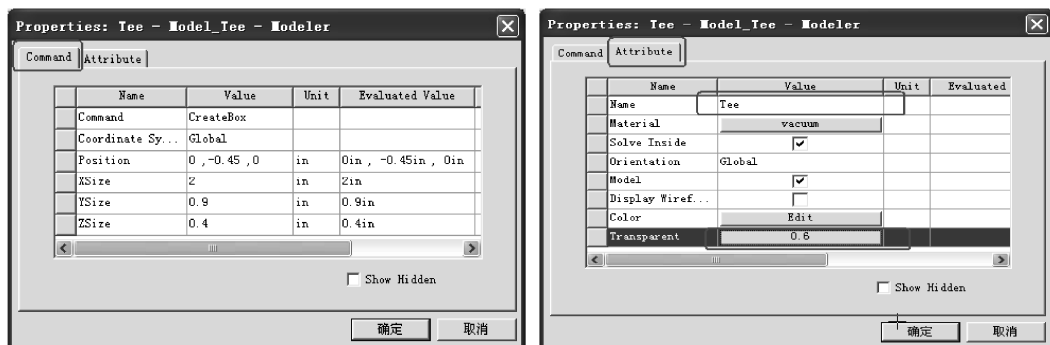 Properties: Tee - Model_Tee - Modeler
Command Attribute
Name Value Unit Evaluated Value
Command CreateBox
Coordinate Sy... Global
Position 0 ,-0.45 ,0 in 0in , -0.45in , 0in
XSize 2 in 2in
YSize 0.9 in 0.9in
ZSize 0.4 in 0.4in
Show Hidden
确定 取消
Properties: Tee - Model_Tee - Modeler
Command Attribute
Name Value Unit Evaluated
Name Tee
Material vacuum
Solve Inside
Orientation Global
Model
Display Wiref...
Color Edit
Transparent 0.6
Show Hidden
确定 取消